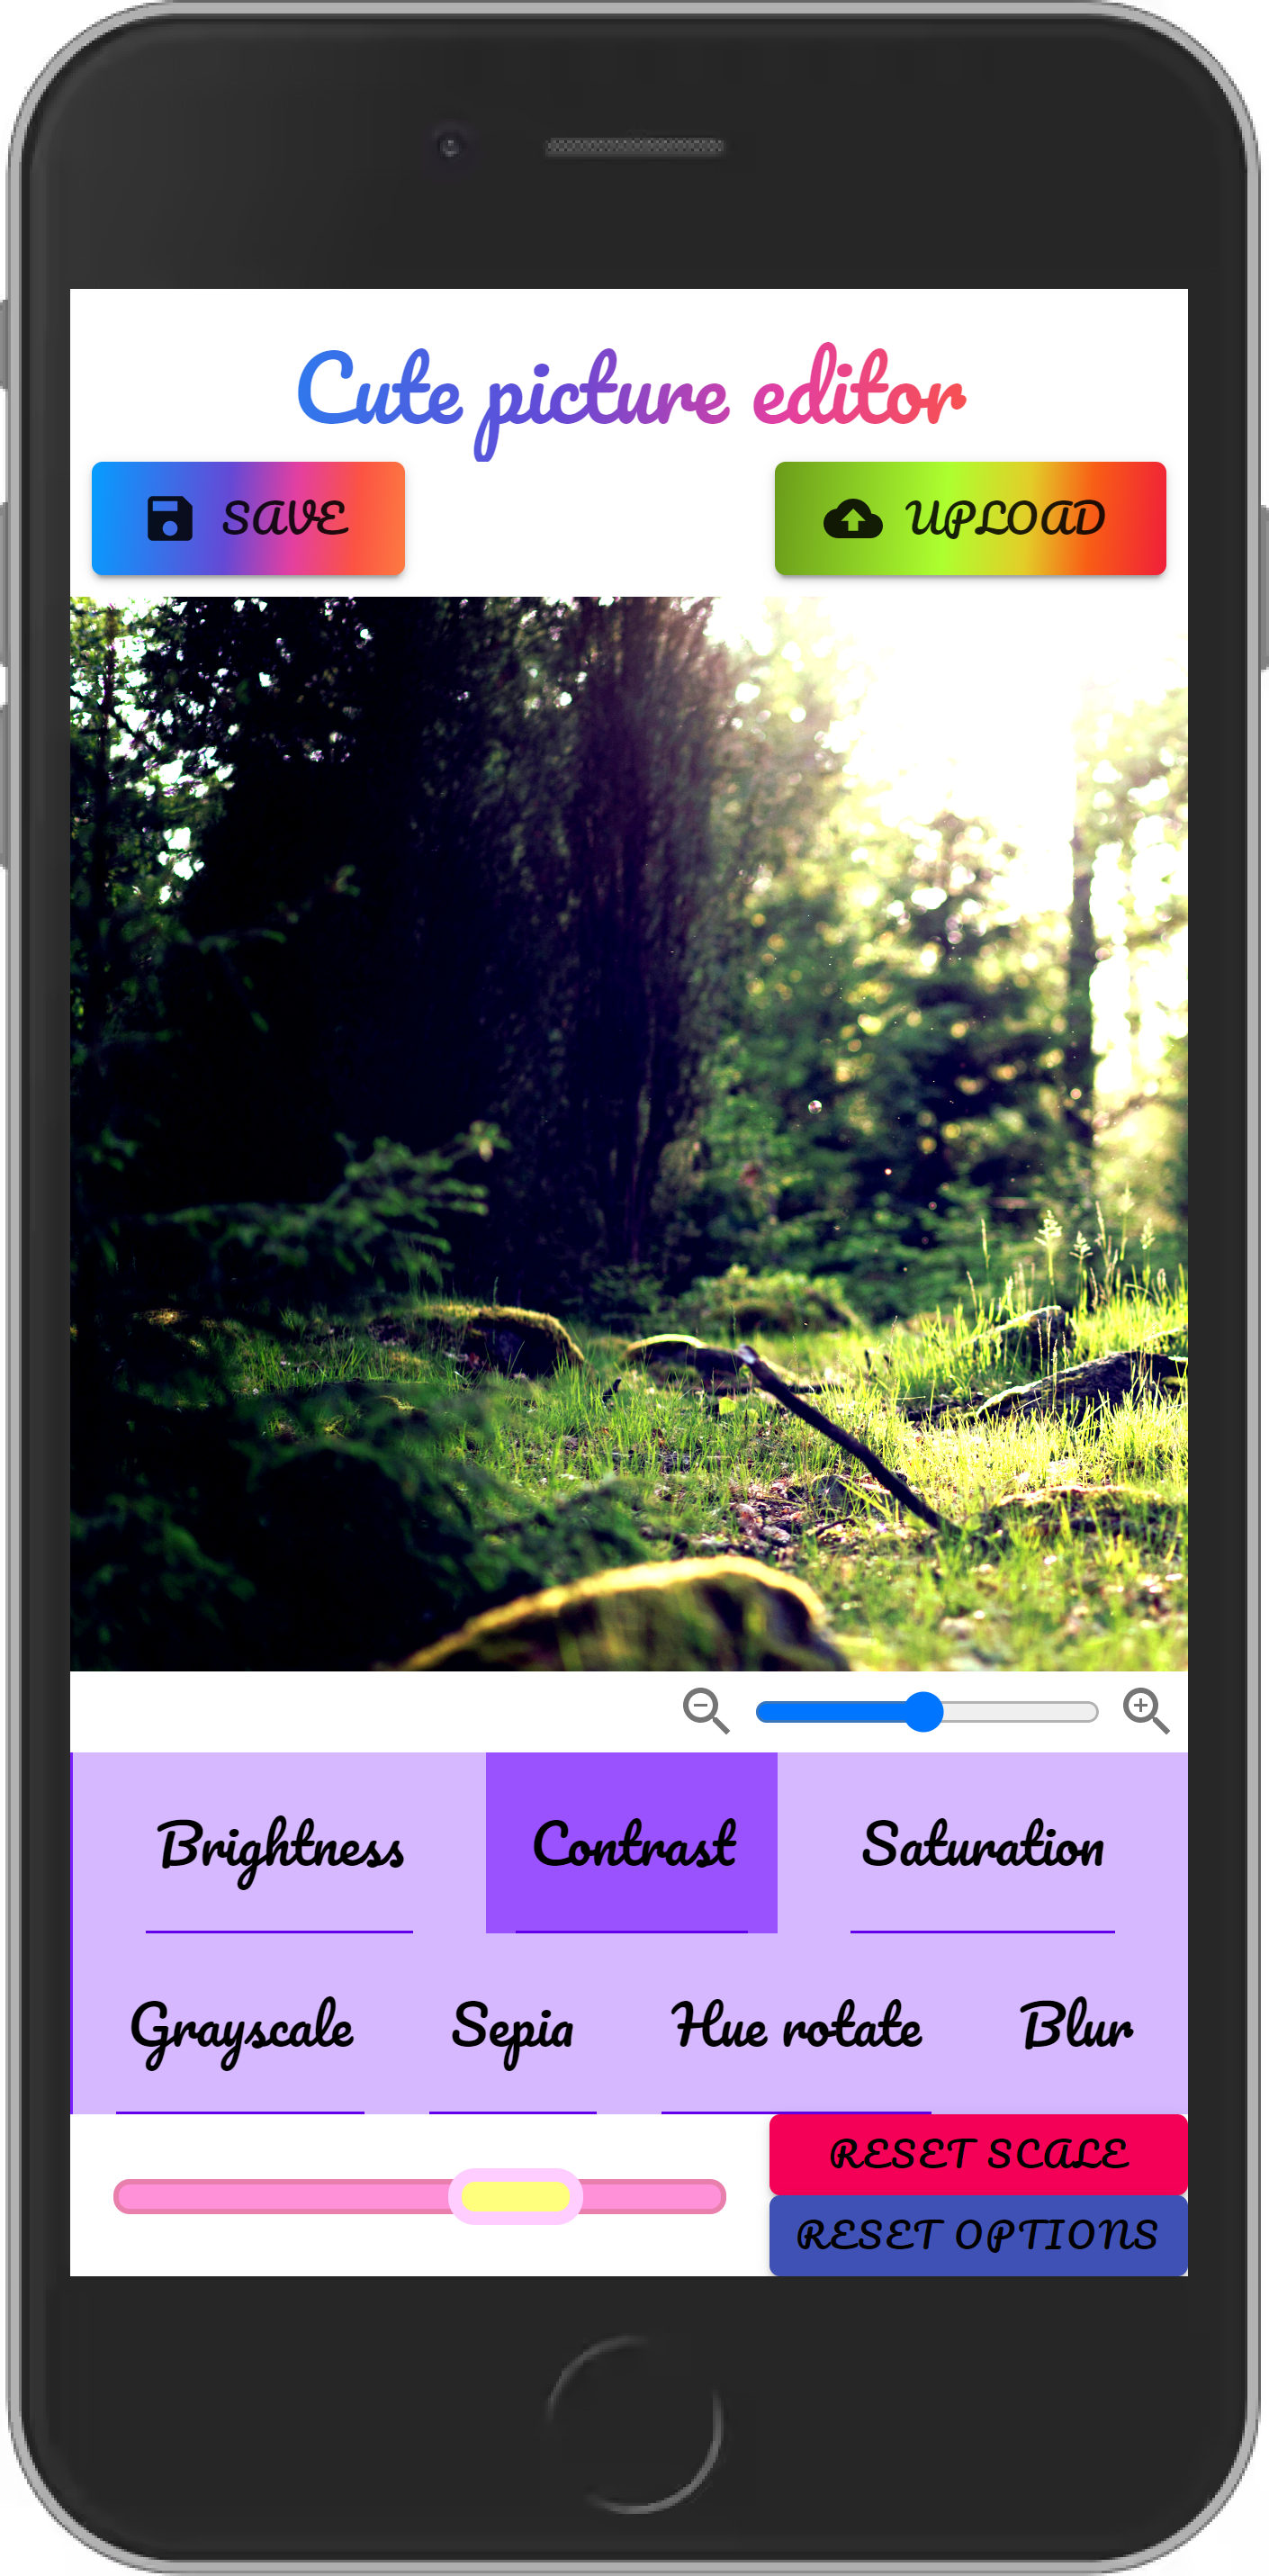 Cute picture editor
SAVE UPLOAD
Brightness Contrast Saturation
Grayscale Sepia Hue rotate Blur
RESET SCALE
RESET OPTIONS